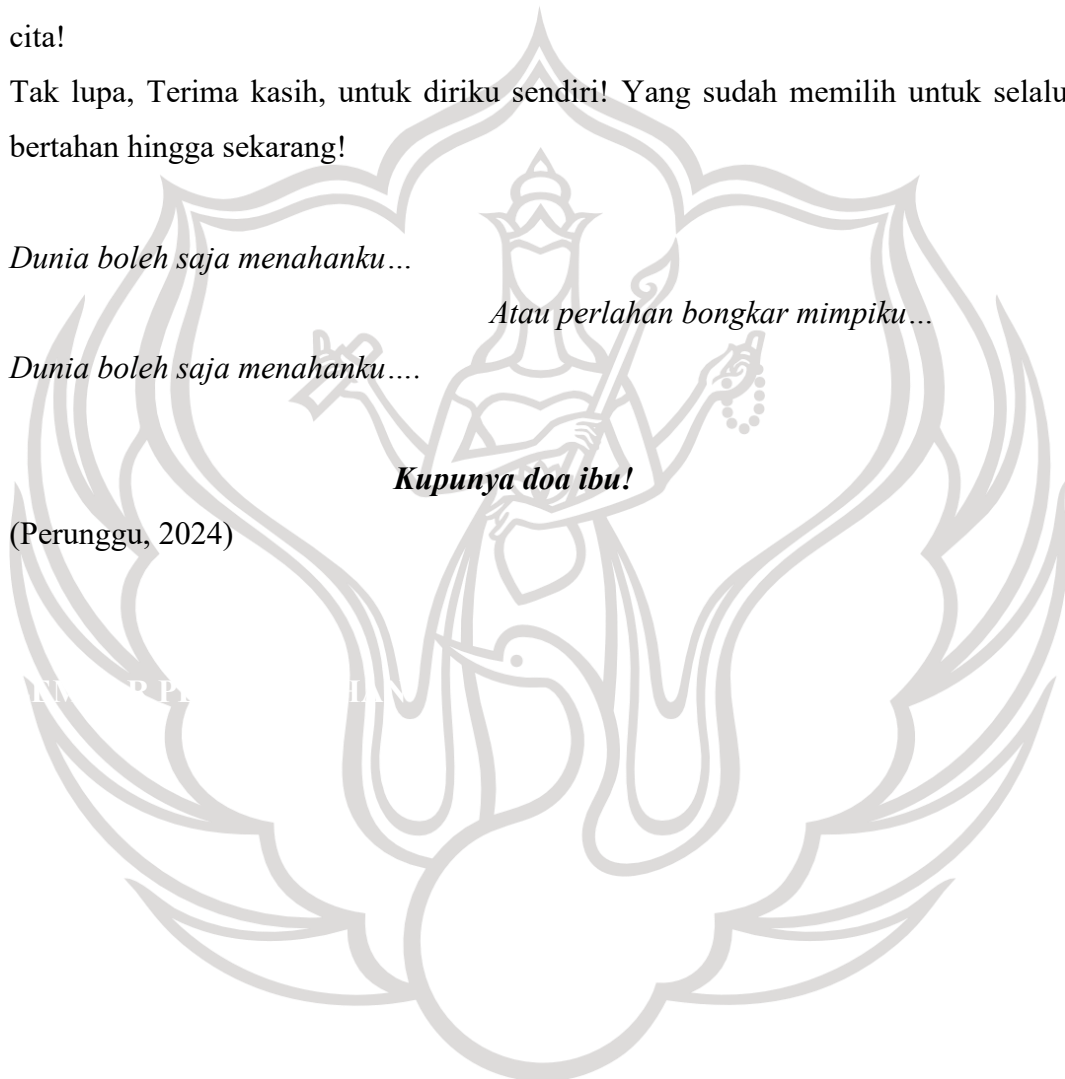 cita!
Tak lupa, Terima kasih, untuk diriku sendiri! Yang sudah memilih untuk selalu
bertahan hingga sekarang!
Dunia boleh saja menahanku…
Atau perlahan bongkar mimpiku…
Dunia boleh saja menahanku….
Kupunya doa ibu!
(Perunggu, 2024)